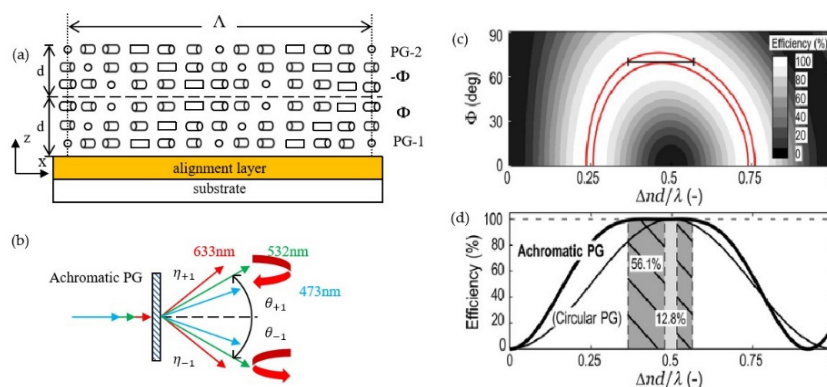 (a)
Λ
d
d
PG-2
-Φ
Φ
PG-1
z
x
alignment layer
substrate
(b)
Achromatic PG
633nm
532nm
473nm
η+1
θ+1
θ−1
η−1
(c)
Efficiency (%)
100
80
60
40
20
0
Φ (deg)
90
60
30
0
0 0.25 0.5 0.75
Δnd/λ (-)
(d)
Efficiency (%)
100
80
60
40
20
0
Achromatic PG
(Circular PG)
56.1%
12.8%
0 0.25 0.5 0.75
Δnd/λ (-)